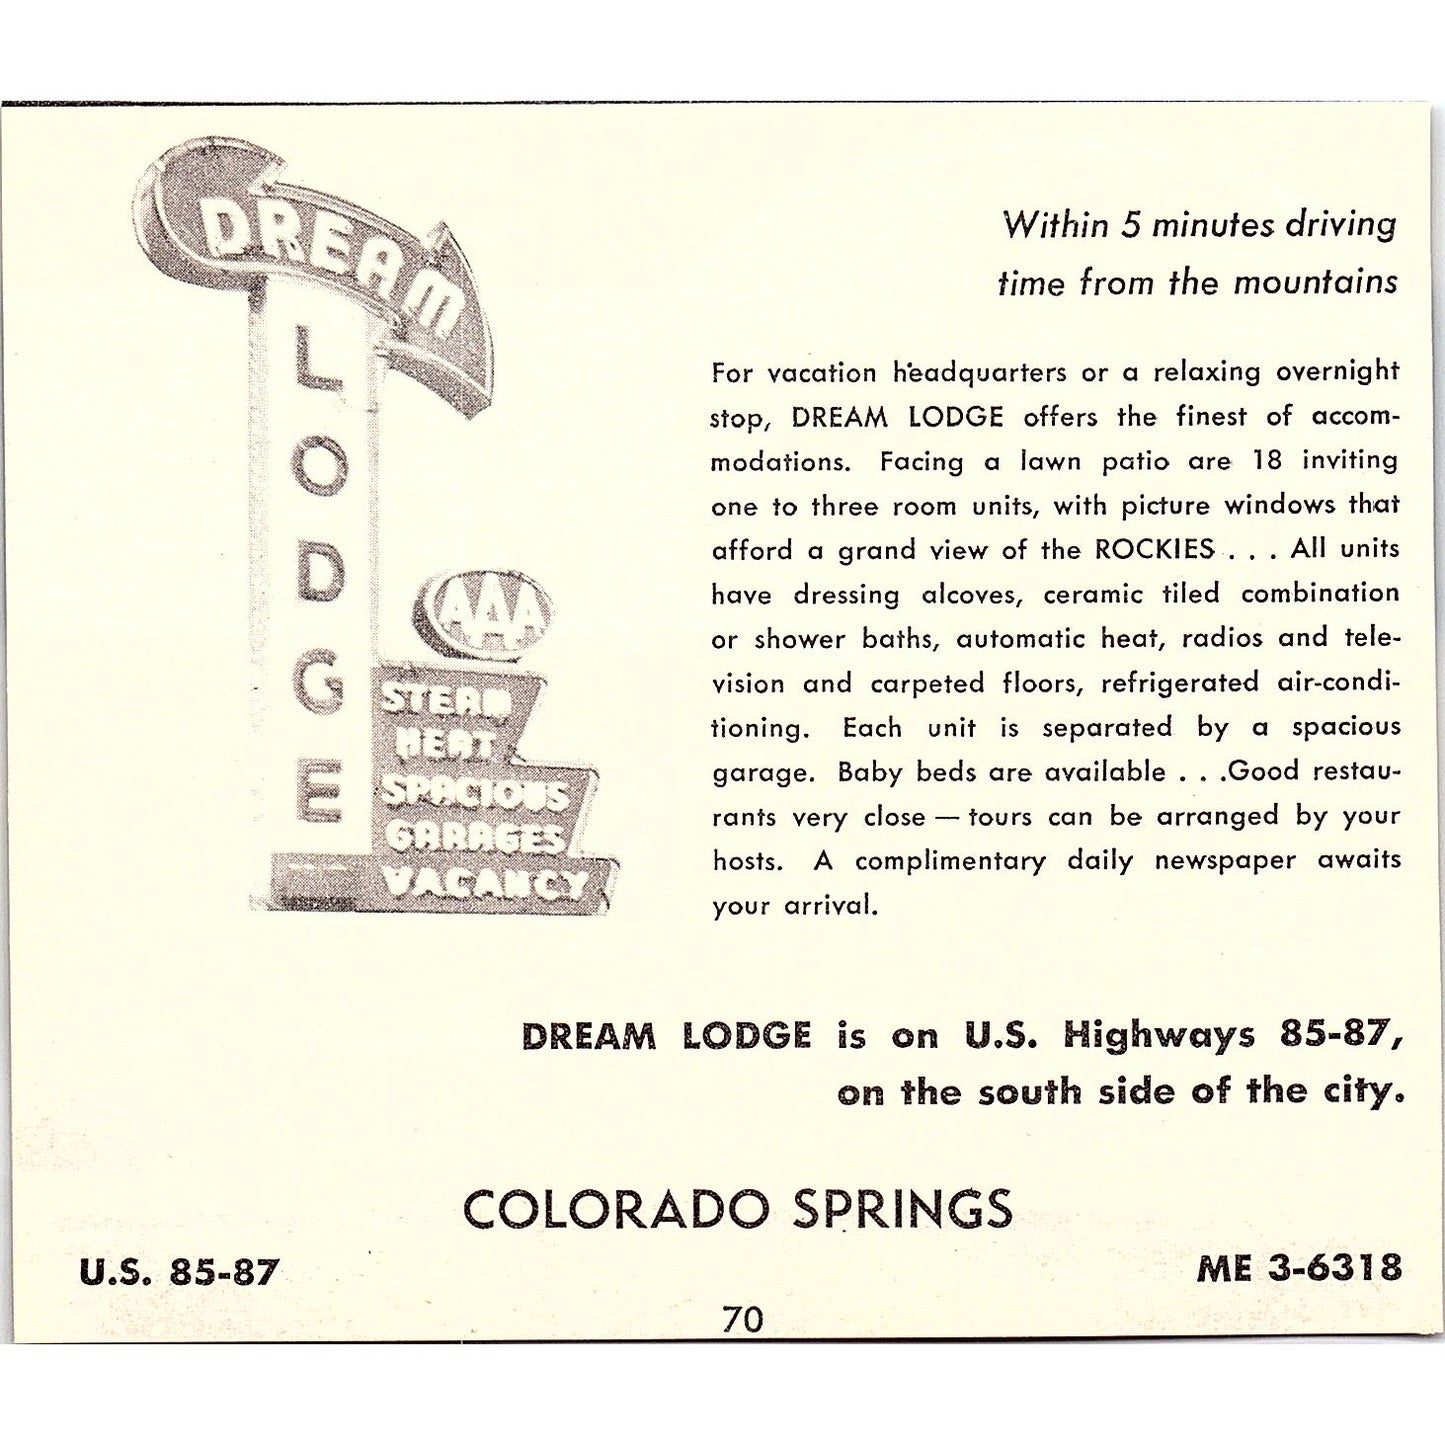 DREAM
LODGE
AAA
STEAM
HEAT
SPACIOUS
GARAGES
VACANCY
Within 5 minutes driving
time from the mountains
For vacation headquarters or a relaxing overnight
stop, DREAM LODGE offers the finest of accom-
modations. Facing a lawn patio are 18 inviting
one to three room units, with picture windows that
afford a grand view of the ROCKIES . . . All units
have dressing alcoves, ceramic tiled combination
or shower baths, automatic heat, radios and tele-
vision and carpeted floors, refrigerated air-condi-
tioning. Each unit is separated by a spacious
garage. Baby beds are available . . .Good restau-
rants very close — tours can be arranged by your
hosts. A complimentary daily newspaper awaits
your arrival.
DREAM LODGE is on U.S. Highways 85-87,
on the south side of the city.
COLORADO SPRINGS
U.S. 85-87
ME 3-6318
70